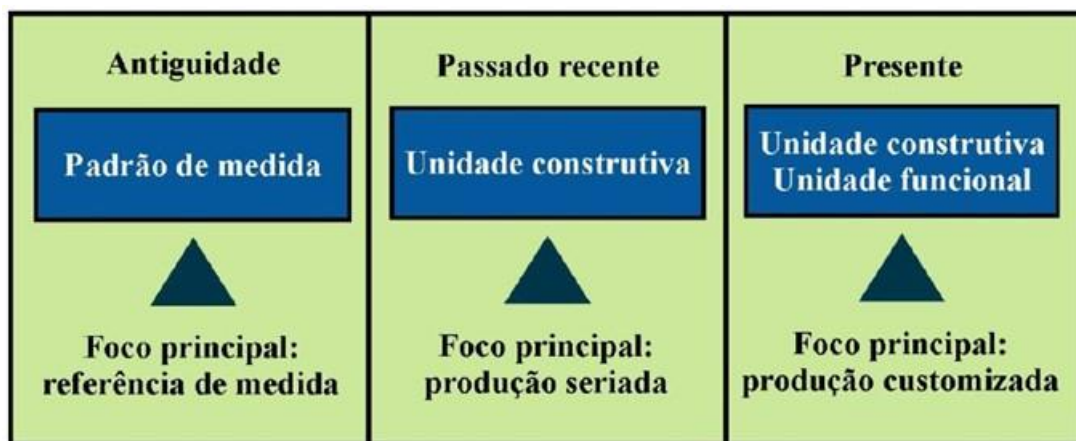 Antiguidade
Padrão de medida
Foco principal:
referência de medida
Passado recente
Unidade construtiva
Foco principal:
produção seriada
Presente
Unidade construtiva
Unidade funcional
Foco principal:
produção customizada